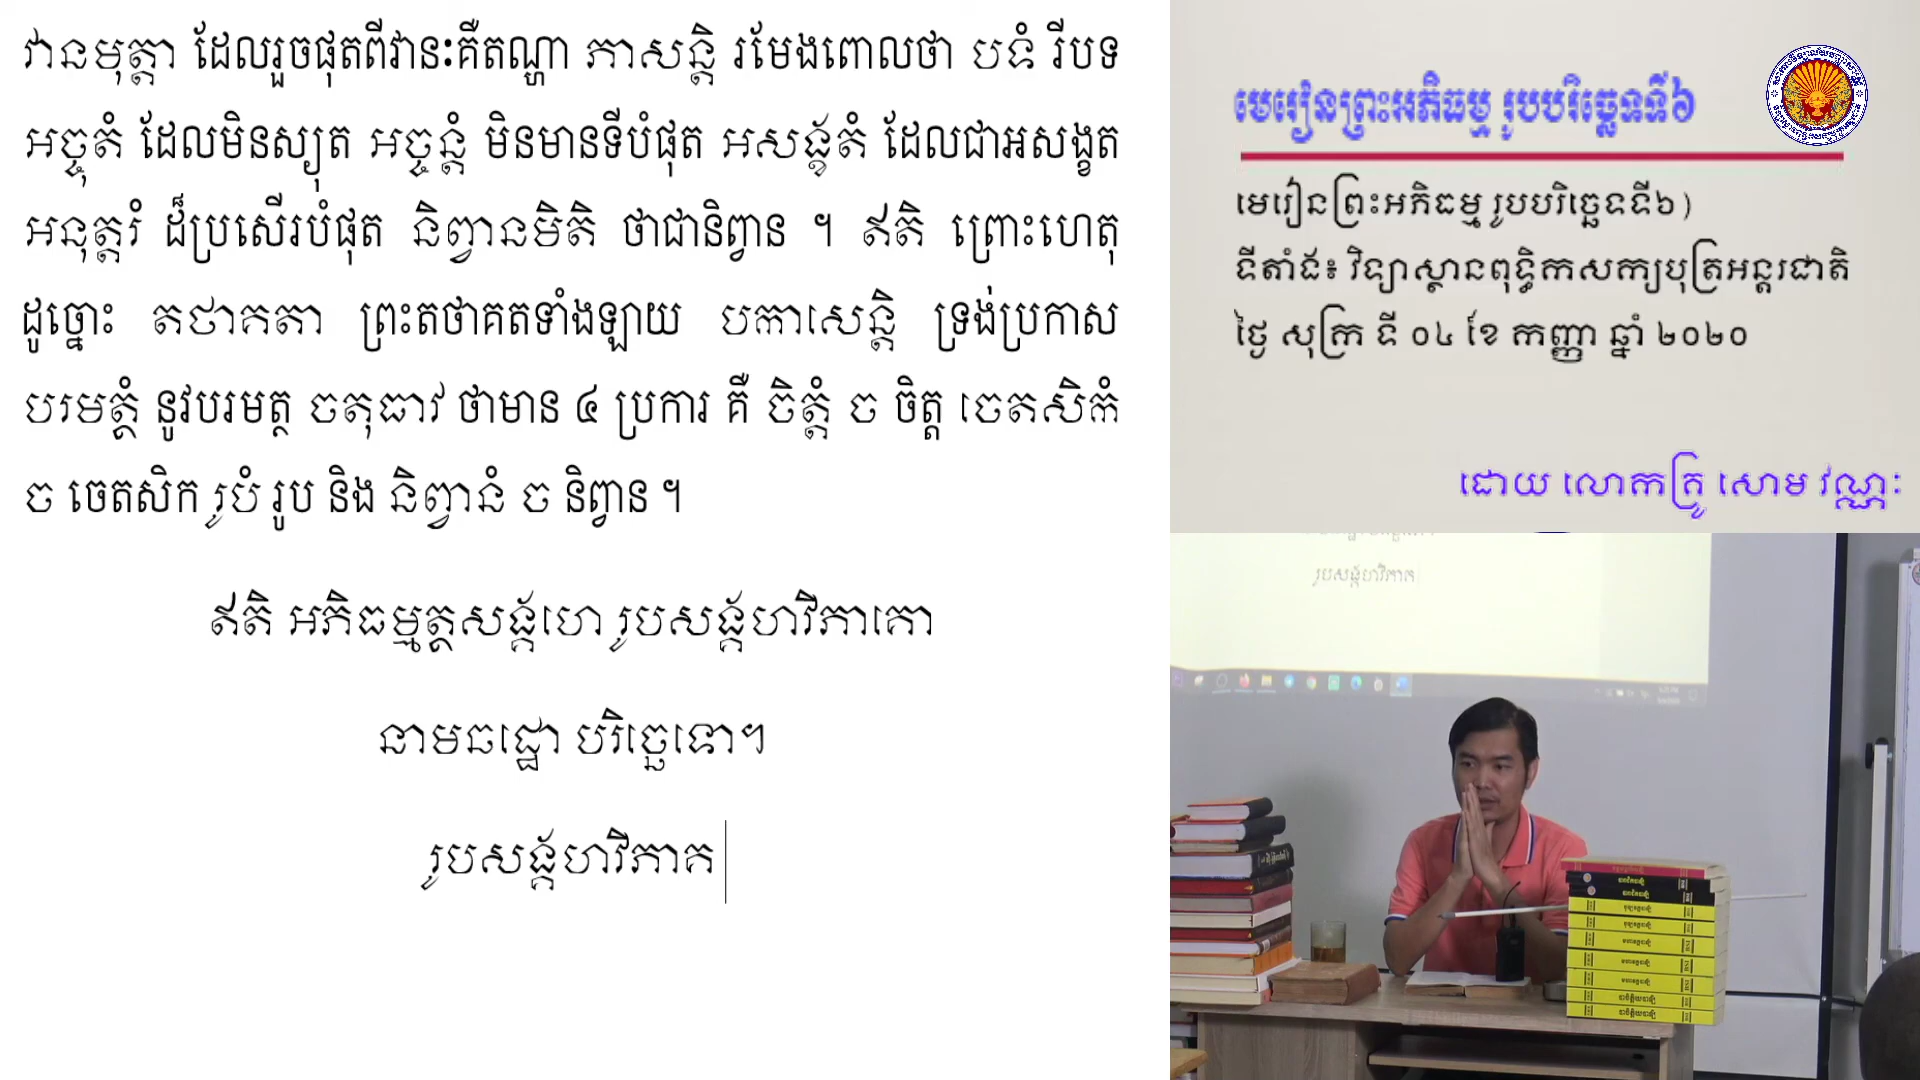 វានមុត្តា ដែលរួចផុតពីវានៈគឺតណ្ហា ភាសន្តិ រមែងពោលថា បទំ រីបទ
អច្ចុតំ ដែលមិនស្យុត អច្ចន្តំ មិនមានទីបំផុត អសង្ខតំ ដែលជាអសង្ខត
អនុត្តរំ ដ៏ប្រសើរបំផុត និព្វានមិតិ ថាជានិព្វាន ។ ឥតិ ព្រោះហេតុ
ដូច្នោះ តថាគតា ព្រះតថាគតទាំងឡាយ បកាសេន្តិ ទ្រង់ប្រកាស
បរមត្ថំ នូវបរមត្ថ ចតុធាវ ថាមាន ៤ ប្រការ គឺ ចិត្តំ ច ចិត្ត ចេតសិកំ
ច ចេតសិក រូបំ រូប និង និព្វានំ ច និព្វាន ។
ឥតិ អភិធម្មត្ថសង្គហេ រូបសង្គហវិភាគោ
នាមឆដ្ឋោ បរិច្ឆេទោ។
រូបសង្គហវិភាគ
មេរៀនព្រះអភិធម្ម រូបបរិច្ឆេទទី៦
មេរៀនព្រះអភិធម្ម រូបបរិច្ឆេទទី៦)
ទីតាំង៖ វិទ្យាស្ថានពុទ្ធិកសក្យបុត្រអន្តរជាតិ
ថ្ងៃ សុក្រ ទី ០៤ ខែ កញ្ញា ឆ្នាំ ២០២០
ដោយ លោកគ្រូ សោម វណ្ណៈ
រូបសង្គហវិភាគ